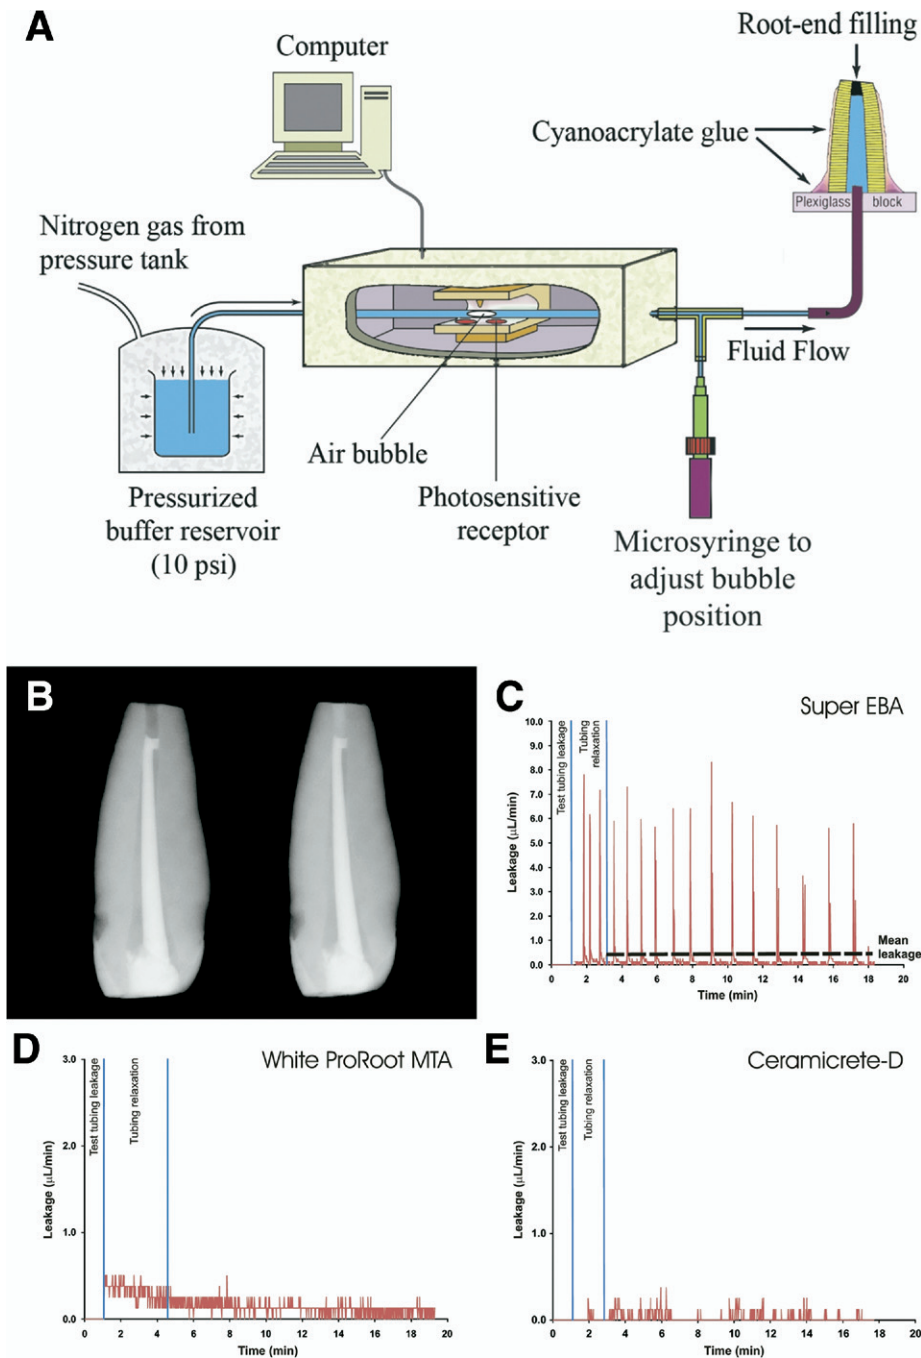 A
Computer
Root-end filling
Cyanoacrylate glue
Plexiglass block
Nitrogen gas from
pressure tank
Fluid Flow
Air bubble
Photosensitive
receptor
Pressurized
buffer reservoir
(10 psi)
Microsyringe to
adjust bubble
position
B
C
Super EBA
Leakage (µL/min)
10.0
9.0
8.0
7.0
6.0
5.0
4.0
3.0
2.0
1.0
0.0
Test tubing leakage
Tubing
relaxation
Mean
leakage
0 2 4 6 8 10 12 14 16 18 20
Time (min)
D
White ProRoot MTA
Leakage (µL/min)
3.0
2.0
1.0
0.0
Test tubing leakage
Tubing relaxation
0 2 4 6 8 10 12 14 16 18 20
Time (min)
E
Ceramicrete-D
Leakage (µL/min)
3.0
2.0
1.0
0.0
Test tubing leakage
Tubing relaxation
0 2 4 6 8 10 12 14 16 18 20
Time (min)